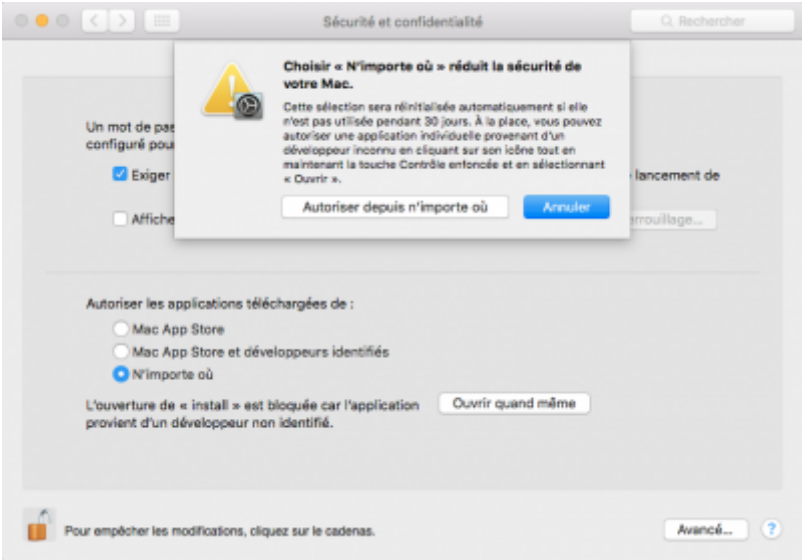 Sécurité et confidentialité
Rechercher
Choisir « N'importe où » réduit la sécurité de
votre Mac.
Cette sélection sera réinitialisée automatiquement si elle
n'est pas utilisée pendant 30 jours. À la place, vous pouvez
autoriser une application individuelle provenant d'un
développeur inconnu en cliquant sur son icône tout en
maintenant la touche Contrôle enfoncée et en sélectionnant
« Ouvrir ».
Autoriser depuis n'importe où
Annuler
Un mot de pas
configuré pou
Exiger
lancement de
Affiche
errouillage...
Autoriser les applications téléchargées de :
Mac App Store
Mac App Store et développeurs identifiés
N'importe où
L'ouverture de « install » est bloquée car l'application
provient d'un développeur non identifié.
Ouvrir quand même
Pour empêcher les modifications, cliquez sur le cadenas.
Avancé...
?